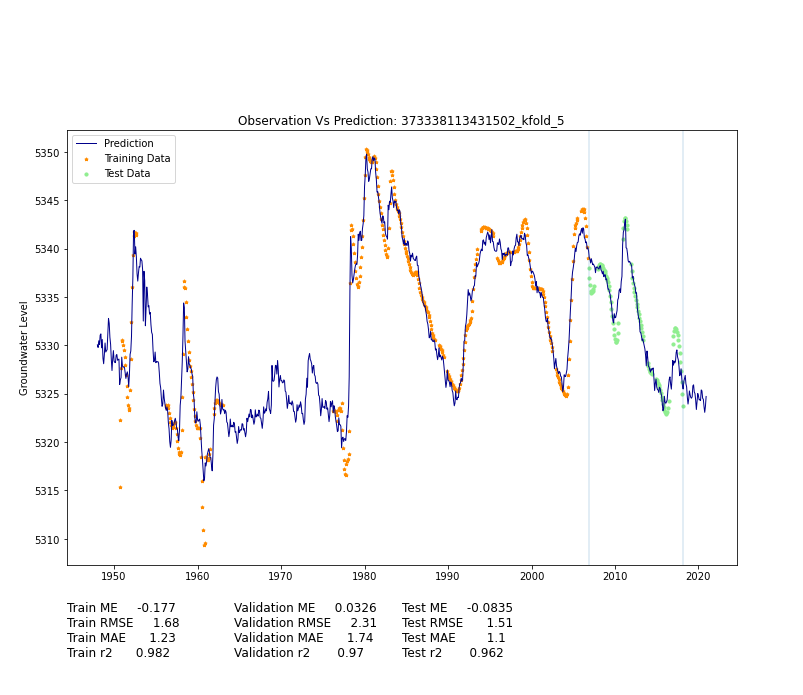 Observation Vs Prediction: 373338113431502_kfold_5
Prediction
Training Data
Test Data
Groundwater Level
5350
5345
5340
5335
5330
5325
5320
5315
5310
1950 1960 1970 1980 1990 2000 2010 2020
Train ME -0.177 Validation ME 0.0326 Test ME -0.0835
Train RMSE 1.68 Validation RMSE 2.31 Test RMSE 1.51
Train MAE 1.23 Validation MAE 1.74 Test MAE 1.1
Train r2 0.982 Validation r2 0.97 Test r2 0.962